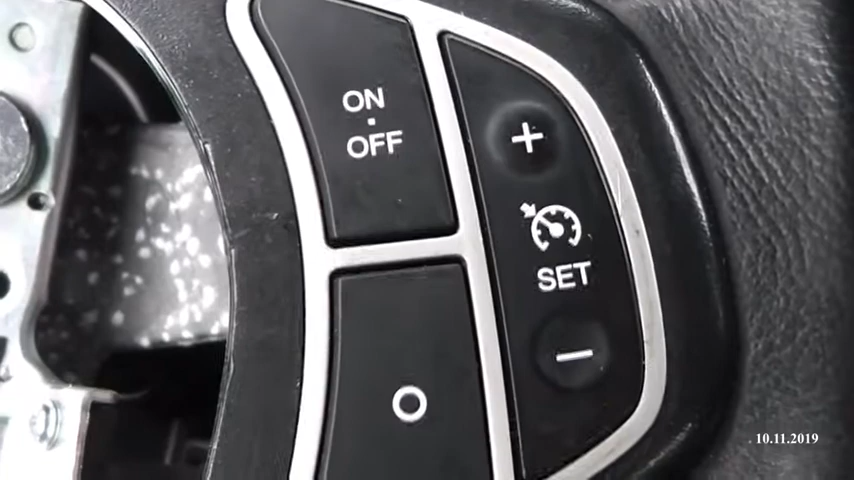 ON
OFF
+
SET
−
O
10.11.2019